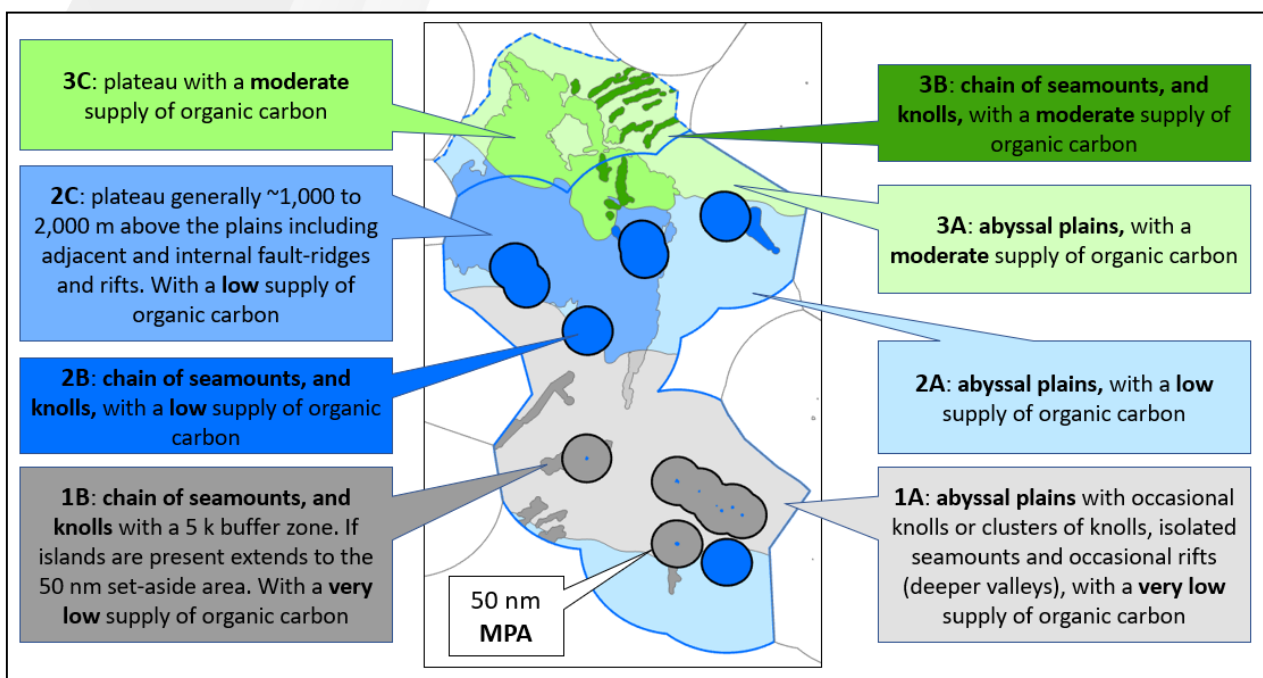 3C: plateau with a moderate
supply of organic carbon
2C: plateau generally ~1,000 to
2,000 m above the plains including
adjacent and internal fault-ridges
and rifts. With a low supply of
organic carbon
2B: chain of seamounts, and
knolls, with a low supply of organic
carbon
1B: chain of seamounts, and
knolls with a 5 k buffer zone. If
islands are present extends to the
50 nm set-aside area. With a very
low supply of organic carbon
50 nm
MPA
3B: chain of seamounts, and
knolls, with a moderate supply of
organic carbon
3A: abyssal plains, with a
moderate supply of organic carbon
2A: abyssal plains, with a low
supply of organic carbon
1A: abyssal plains with occasional
knolls or clusters of knolls, isolated
seamounts and occasional rifts
(deeper valleys), with a very low
supply of organic carbon